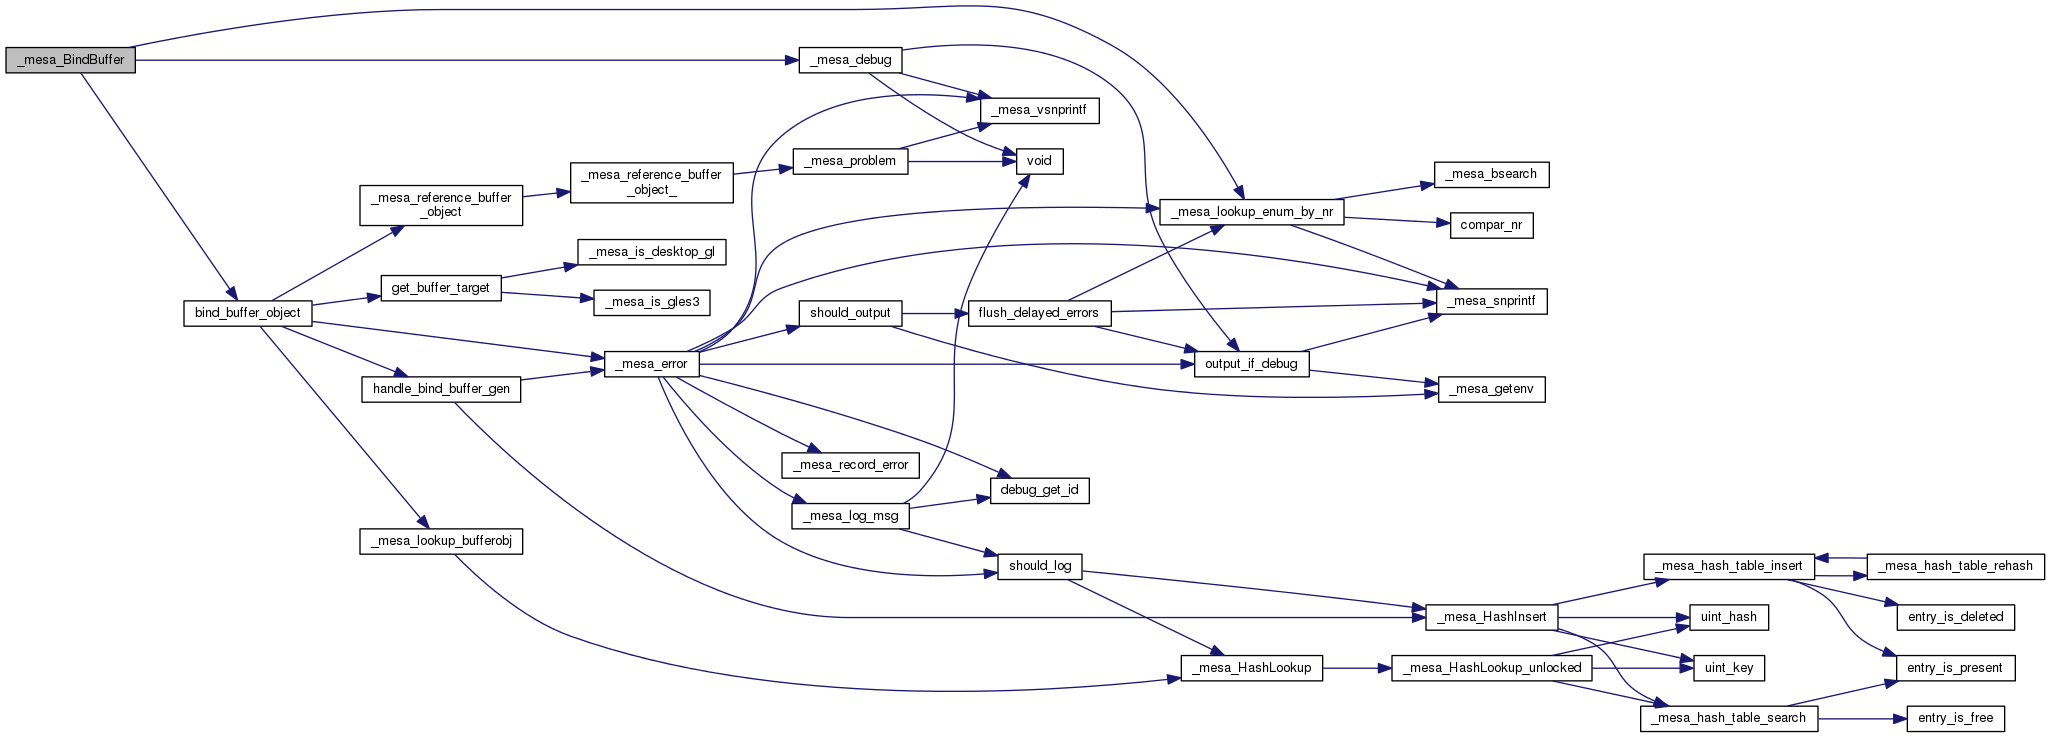 _mesa_BindBuffer
_mesa_debug
_mesa_vsnprintf
_mesa_problem
void
_mesa_reference_buffer
_object_
_mesa_reference_buffer
_object
_mesa_bsearch
_mesa_lookup_enum_by_nr
compar_nr
_mesa_is_desktop_gl
get_buffer_target
_mesa_is_gles3
_mesa_snprintf
bind_buffer_object
should_output
flush_delayed_errors
_mesa_error
output_if_debug
handle_bind_buffer_gen
_mesa_getenv
_mesa_record_error
debug_get_id
_mesa_log_msg
_mesa_lookup_bufferobj
should_log
_mesa_hash_table_insert
_mesa_hash_table_rehash
_mesa_HashInsert
uint_hash
entry_is_deleted
_mesa_HashLookup
_mesa_HashLookup_unlocked
uint_key
entry_is_present
_mesa_hash_table_search
entry_is_free